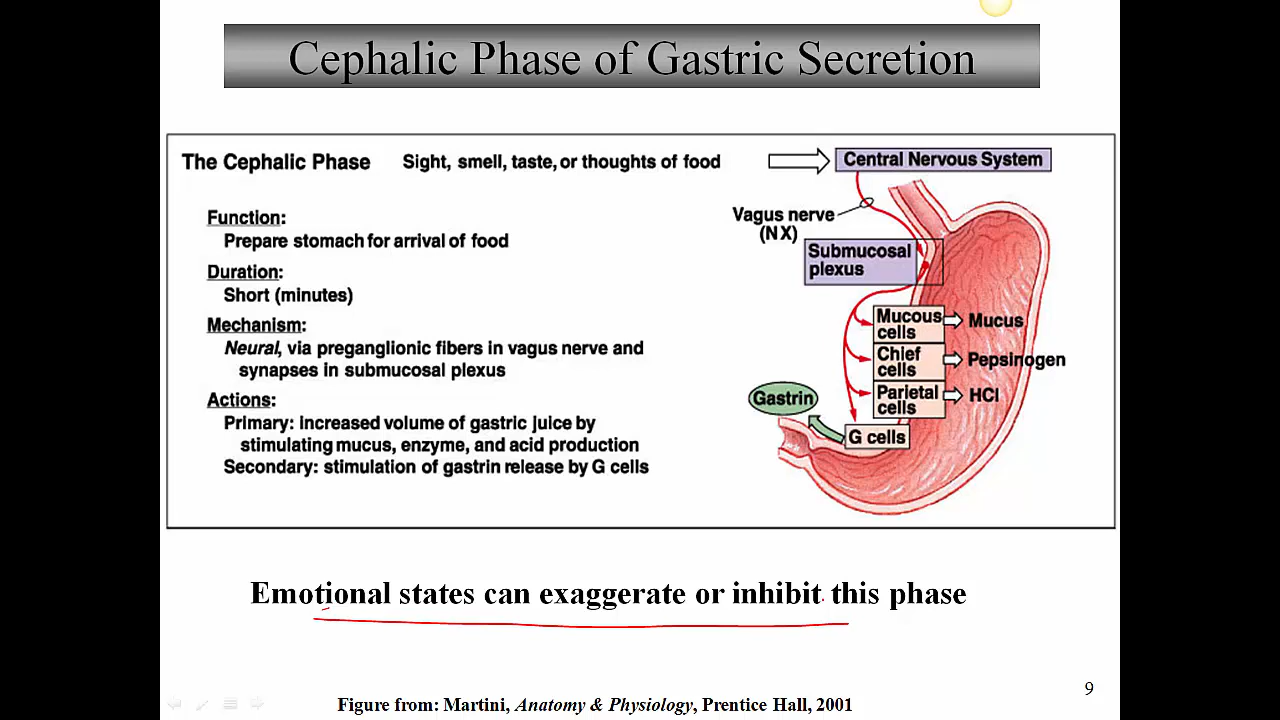 Cephalic Phase of Gastric Secretion
The Cephalic Phase Sight, smell, taste, or thoughts of food
Central Nervous System
Function:
Prepare stomach for arrival of food
Duration:
Short (minutes)
Mechanism:
Neural, via preganglionic fibers in vagus nerve and
synapses in submucosal plexus
Actions:
Primary: increased volume of gastric juice by
stimulating mucus, enzyme, and acid production
Secondary: stimulation of gastrin release by G cells
Vagus nerve
(N X)
Submucosal
plexus
Mucous
cells
Mucus
Chief
cells
Pepsinogen
Parietal
cells
HCl
Gastrin
G cells
Emotional states can exaggerate or inhibit this phase
9
Figure from: Martini, Anatomy & Physiology, Prentice Hall, 2001